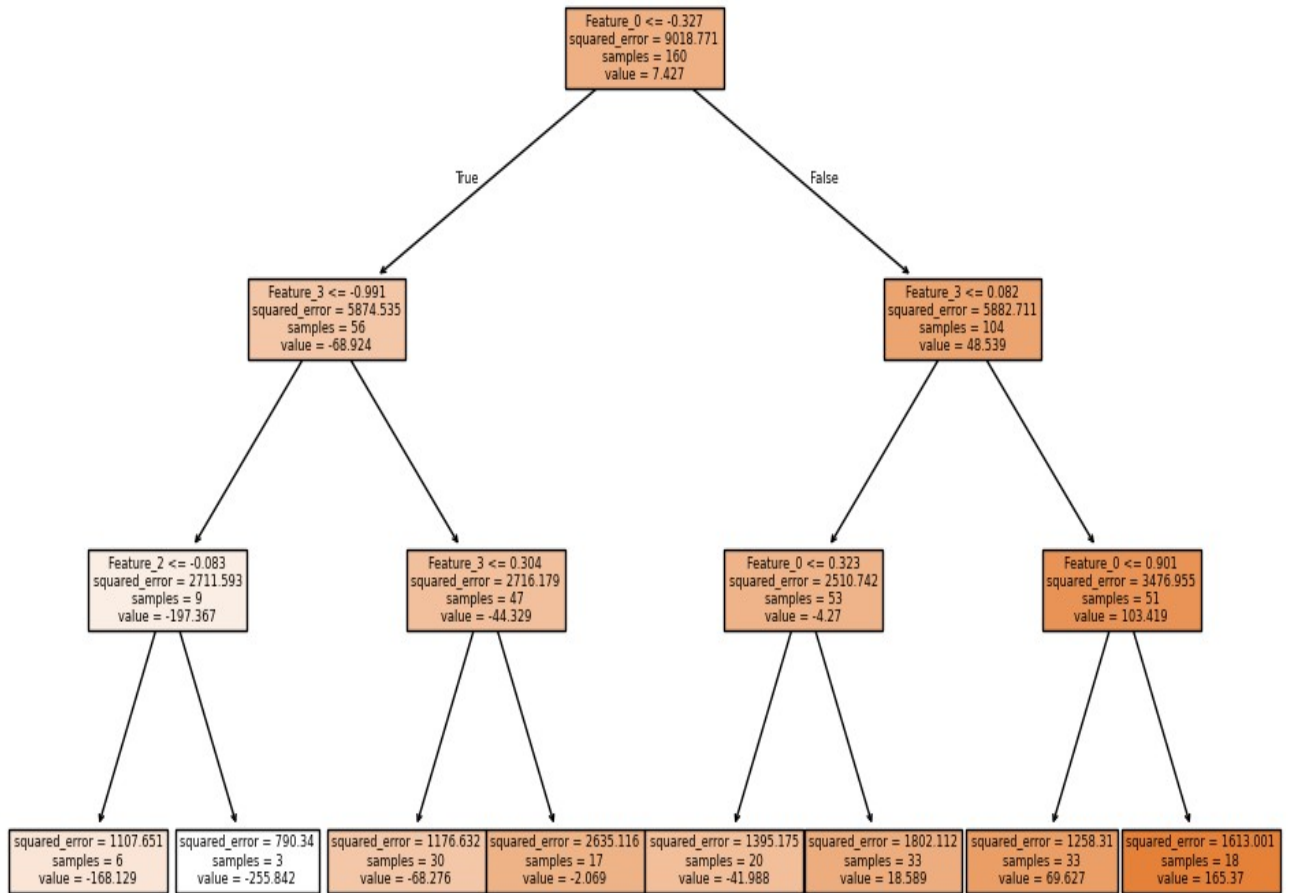 Feature_0 <= -0.327
squared_error = 9018.771
samples = 160
value = 7.427
True
False
Feature_3 <= -0.991
squared_error = 5874.535
samples = 56
value = -68.924
Feature_3 <= 0.082
squared_error = 5882.711
samples = 104
value = 48.539
Feature_2 <= -0.083
squared_error = 2711.593
samples = 9
value = -197.367
Feature_3 <= 0.304
squared_error = 2716.179
samples = 47
value = -44.329
Feature_0 <= 0.323
squared_error = 2510.742
samples = 53
value = -4.27
Feature_0 <= 0.901
squared_error = 3476.955
samples = 51
value = 103.419
squared_error = 1107.651
samples = 6
value = -168.129
squared_error = 790.34
samples = 3
value = -255.842
squared_error = 1176.632
samples = 30
value = -68.276
squared_error = 2635.116
samples = 17
value = -2.069
squared_error = 1395.175
samples = 20
value = -41.988
squared_error = 1802.112
samples = 33
value = 18.589
squared_error = 1258.31
samples = 33
value = 69.627
squared_error = 1613.001
samples = 18
value = 165.37